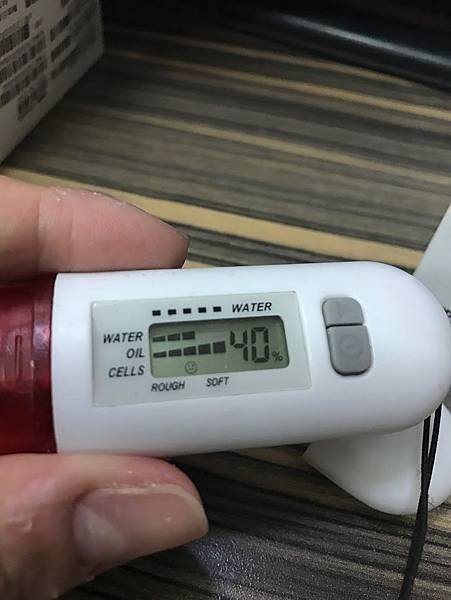 WATER
WATER
OIL
40%
CELLS
ROUGH SOFT